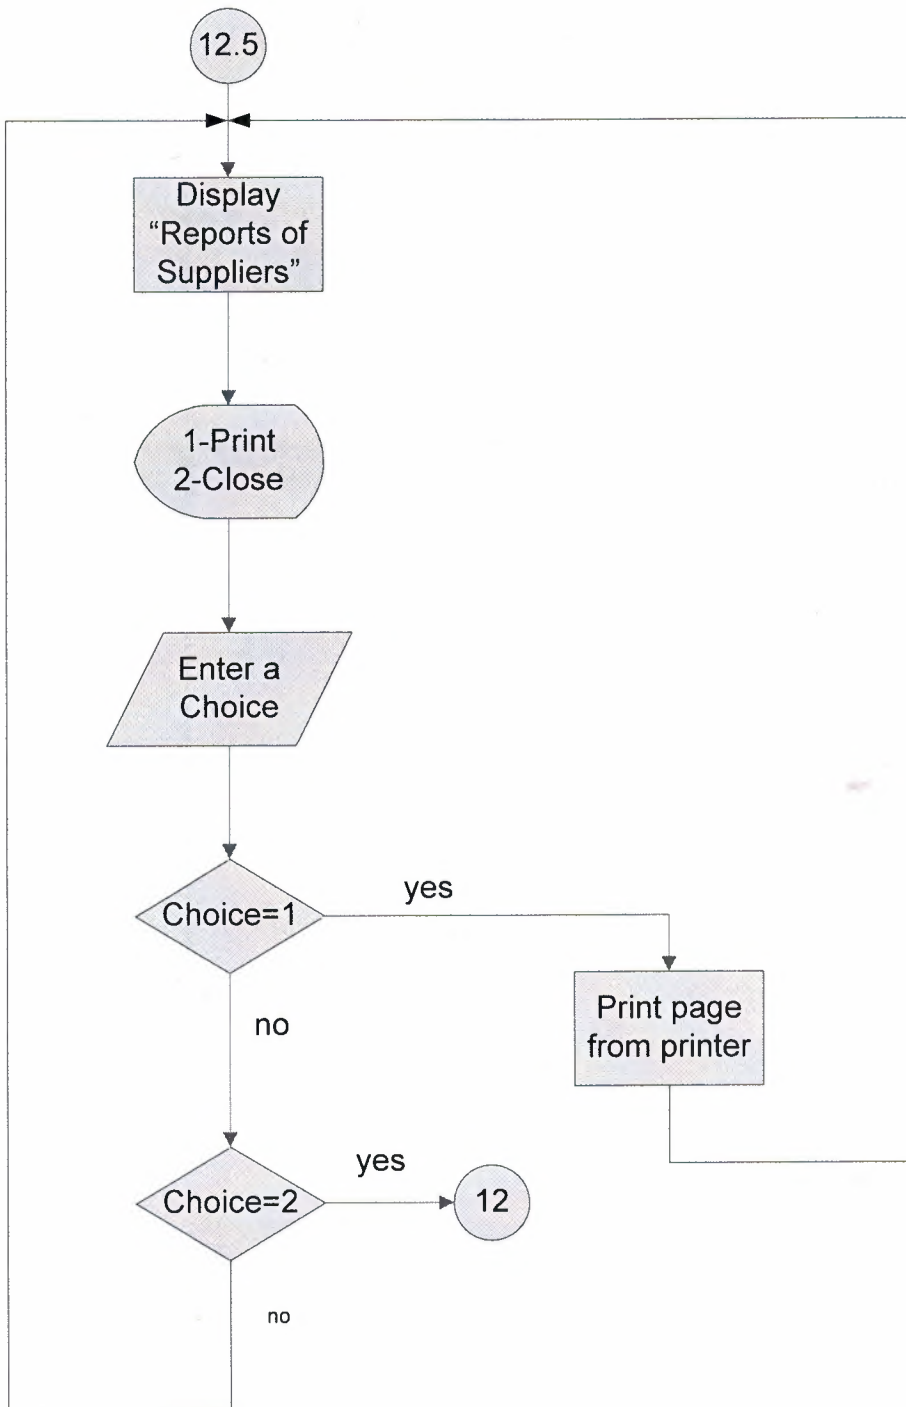 12.5
Display
“Reports of
Suppliers”
1-Print
2-Close
Enter a
Choice
Choice=1
yes
no
Print page
from printer
Choice=2
yes
12
no